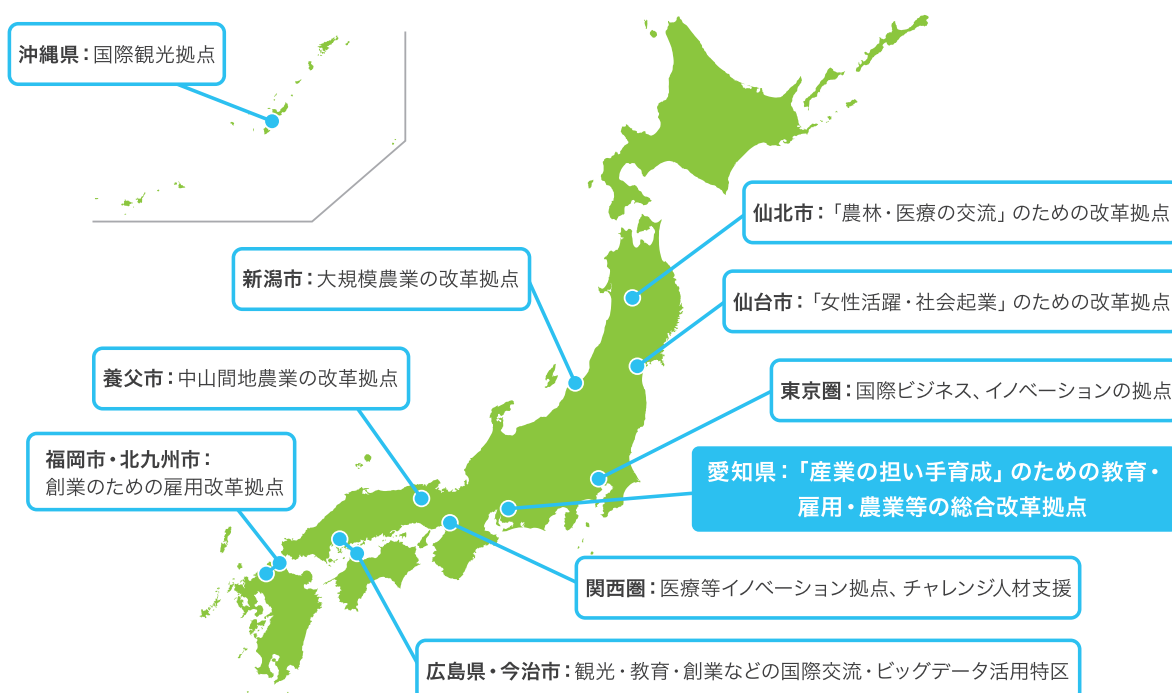 沖縄県：国際観光拠点
仙北市：「農林・医療の交流」のための改革拠点
新潟市：大規模農業の改革拠点
仙台市：「女性活躍・社会起業」のための改革拠点
養父市：中山間地農業の改革拠点
東京圏：国際ビジネス、イノベーションの拠点
福岡市・北九州市：
創業のための雇用改革拠点
愛知県：「産業の担い手育成」のための教育・
雇用・農業等の総合改革拠点
関西圏：医療等イノベーション拠点、チャレンジ人材支援
広島県・今治市：観光・教育・創業などの国際交流・ビッグデータ活用特区